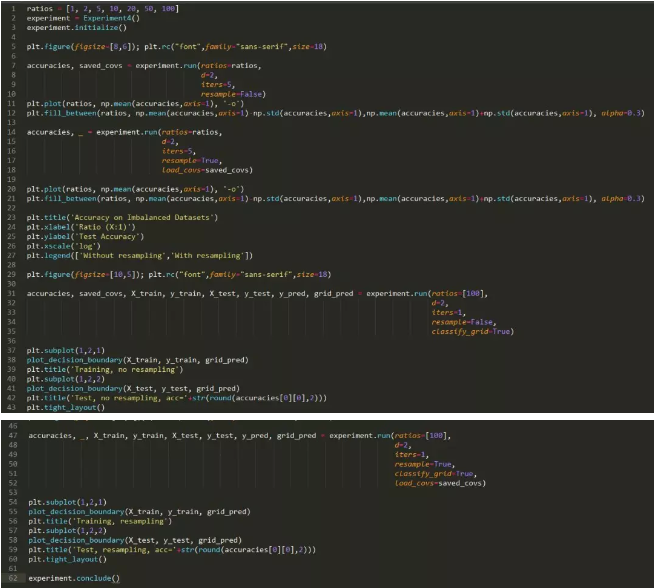 1 ratios = [1, 2, 5, 10, 20, 50, 100]
2 experiment = Experiment4()
3 experiment.initialize()
4
5 plt.figure(figsize=[8,6]); plt.rc("font",family="sans-serif",size=18)
6
7 accuracies, saved_covs = experiment.run(ratios=ratios,
8 d=2,
9 iters=5,
10 resample=False)
11 plt.plot(ratios, np.mean(accuracies,axis=1), '-o')
12 plt.fill_between(ratios, np.mean(accuracies,axis=1)-np.std(accuracies,axis=1),np.mean(accuracies,axis=1)+np.std(accuracies,axis=1), alpha=0.3)
13
14 accuracies, _ = experiment.run(ratios=ratios,
15 d=2,
16 iters=5,
17 resample=True,
18 load_covs=saved_covs)
19
20 plt.plot(ratios, np.mean(accuracies,axis=1), '-o')
21 plt.fill_between(ratios, np.mean(accuracies,axis=1)-np.std(accuracies,axis=1),np.mean(accuracies,axis=1)+np.std(accuracies,axis=1), alpha=0.3)
22
23 plt.title('Accuracy on Imbalanced Datasets')
24 plt.xlabel('Ratio (X:1)')
25 plt.ylabel('Test Accuracy')
26 plt.xscale('log')
27 plt.legend(['Without resampling','With resampling'])
28
29 plt.figure(figsize=[10,5]); plt.rc("font",family="sans-serif",size=18)
30
31 accuracies, saved_covs, X_train, y_train, X_test, y_test, y_pred, grid_pred = experiment.run(ratios=[100],
32 d=2,
33 iters=1,
34 resample=False,
35 classify_grid=True)
36
37 plt.subplot(1,2,1)
38 plot_decision_boundary(X_train, y_train, grid_pred)
39 plt.title('Training, no resampling')
40 plt.subplot(1,2,2)
41 plot_decision_boundary(X_test, y_test, grid_pred)
42 plt.title('Test, no resampling, acc='+str(round(accuracies[0][0],2)))
43 plt.tight_layout()
46
47 accuracies, _, X_train, y_train, X_test, y_test, y_pred, grid_pred = experiment.run(ratios=[100],
48 d=2,
49 iters=1,
50 resample=True,
51 classify_grid=True,
52 load_covs=saved_covs)
53
54 plt.subplot(1,2,1)
55 plot_decision_boundary(X_train, y_train, grid_pred)
56 plt.title('Training, resampling')
57 plt.subplot(1,2,2)
58 plot_decision_boundary(X_test, y_test, grid_pred)
59 plt.title('Test, resampling, acc='+str(round(accuracies[0][0],2)))
60 plt.tight_layout()
61
62 experiment.conclude()